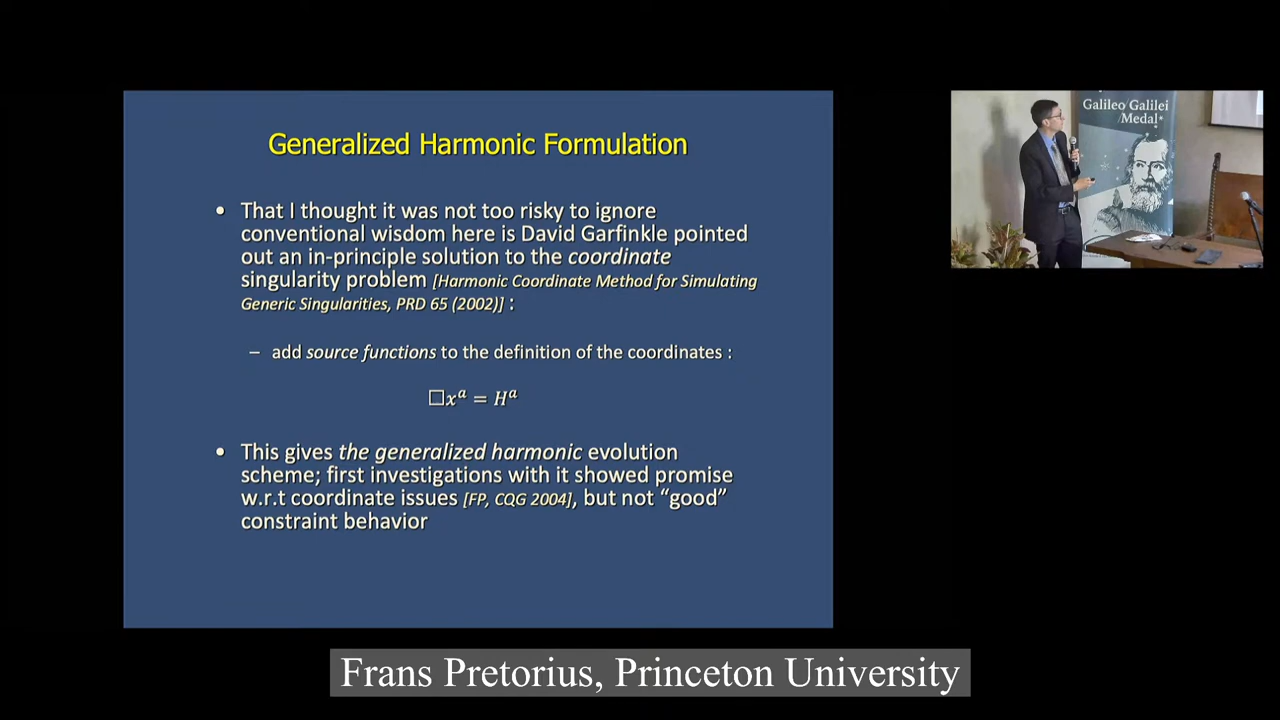 Generalized Harmonic Formulation
• That I thought it was not too risky to ignore
conventional wisdom here is David Garfinkle pointed
out an in-principle solution to the coordinate
singularity problem [Harmonic Coordinate Method for Simulating
Generic Singularities, PRD 65 (2002)] :
– add source functions to the definition of the coordinates :
□xᵃ = Hᵃ
• This gives the generalized harmonic evolution
scheme; first investigations with it showed promise
w.r.t coordinate issues [FP, CQG 2004], but not “good”
constraint behavior
Galileo Galilei
Medal
Frans Pretorius, Princeton University